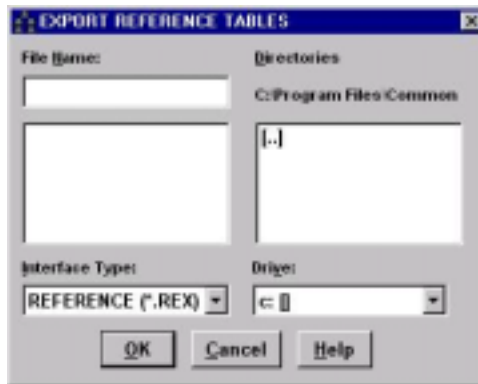 EXPORT REFERENCE TABLES
File Name:
Directories
C:\Program Files\Common
[..]
Interface Type:
Drive:
REFERENCE (*.REX)
c: []
OK
Cancel
Help